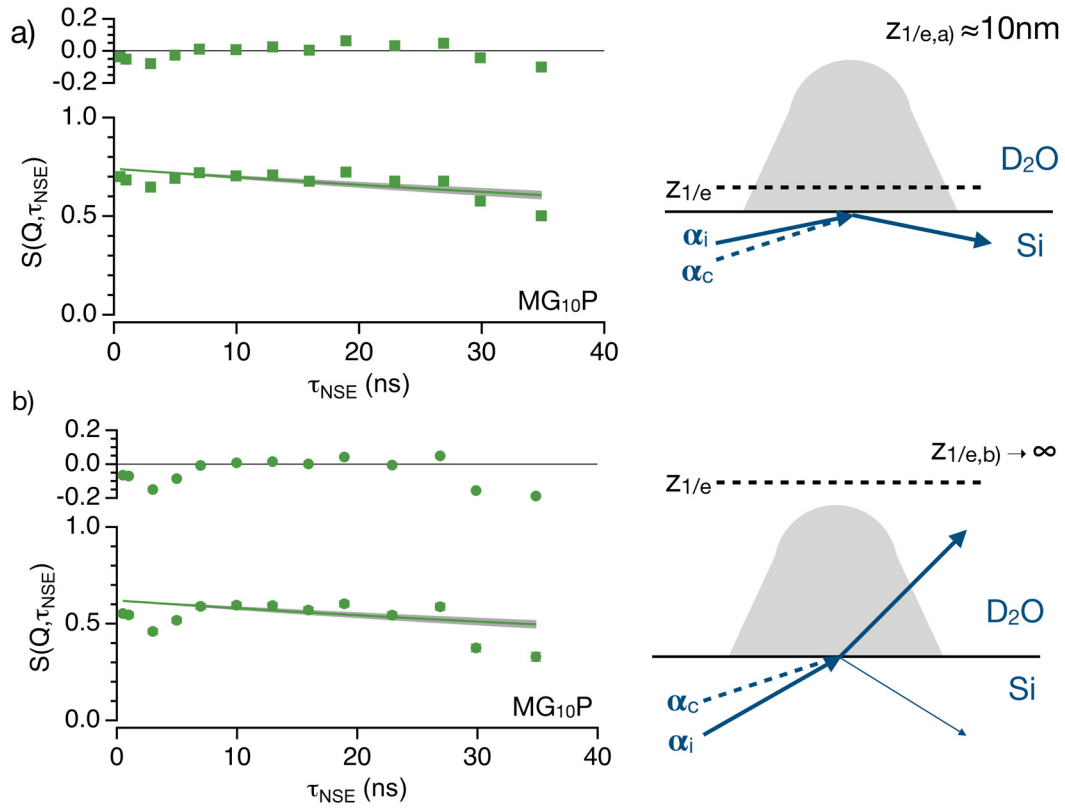 a)
0.2
0.0
-0.2
1.0
0.5
0.0
S(Q,τNSE)
MG₁₀P
0 10 20 30 40
τNSE (ns)
z1/e,a) ≈10nm
D₂O
z1/e
αi
αc
Si
b)
0.2
0.0
-0.2
1.0
0.5
0.0
S(Q,τNSE)
MG₁₀P
0 10 20 30 40
τNSE (ns)
z1/e,b) → ∞
z1/e
D₂O
Si
αc
αi